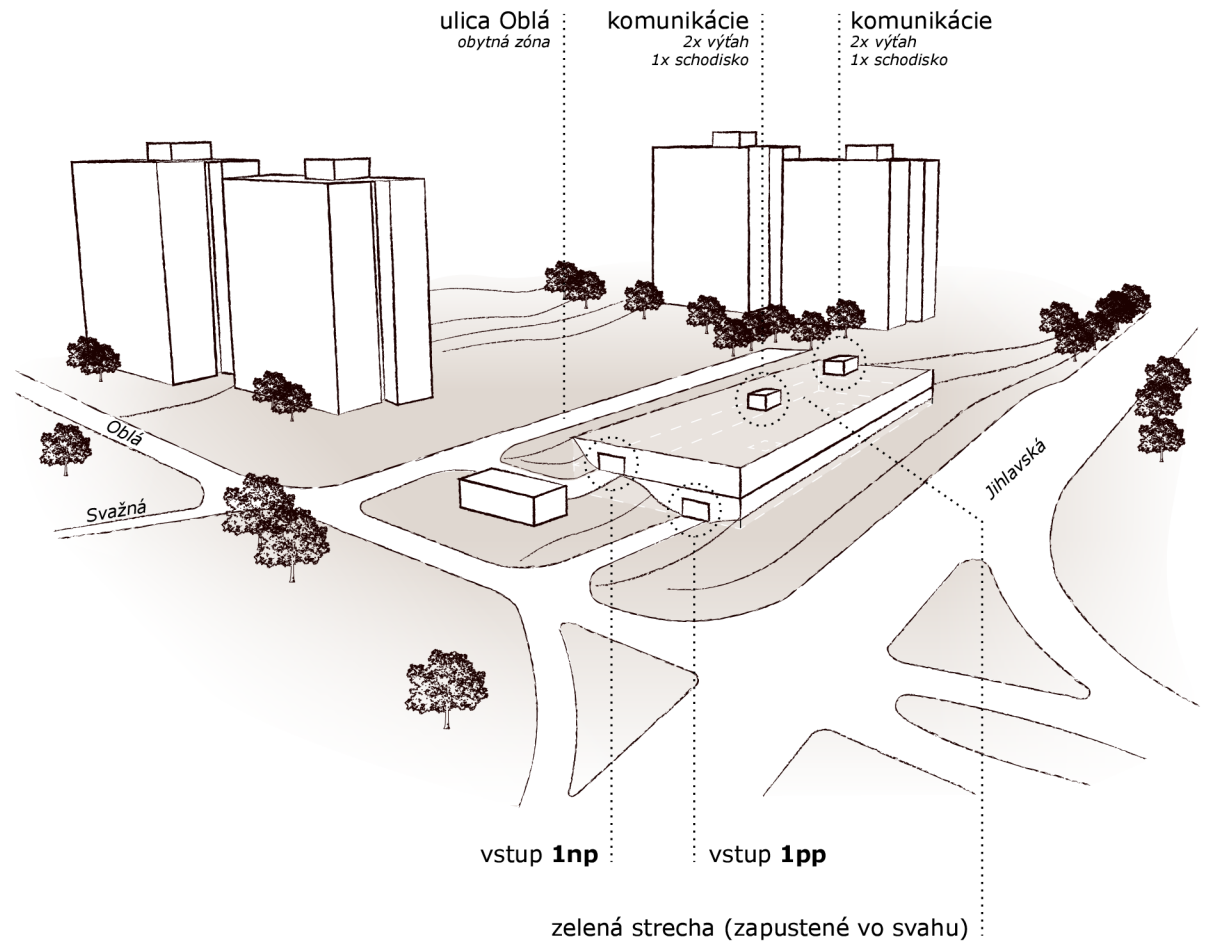 ulica Oblá
obytná zóna
komunikácie
2x výťah
1x schodisko
komunikácie
2x výťah
1x schodisko
Oblá
Svažná
Jihlavská
vstup 1np
vstup 1pp
zelená strecha (zapustené vo svahu)